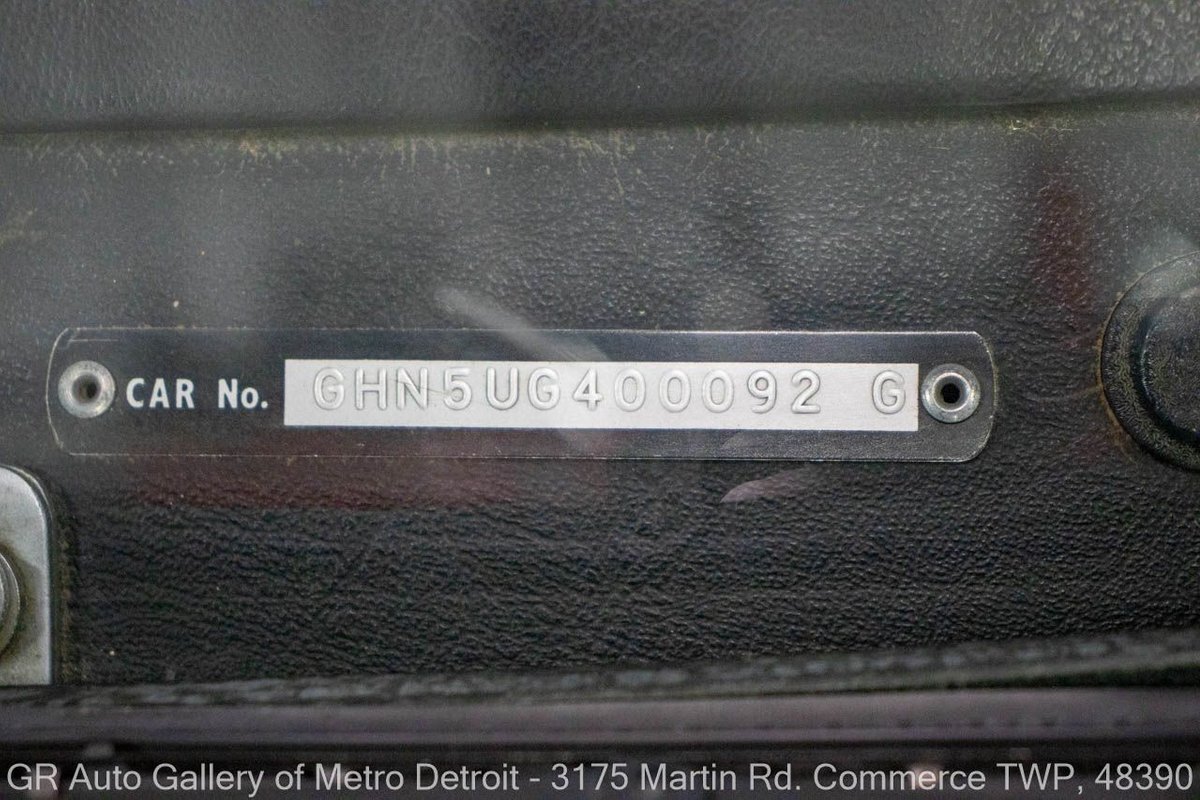 CAR No. GHN5UG400092 G
GR Auto Gallery of Metro Detroit - 3175 Martin Rd. Commerce TWP, 48390